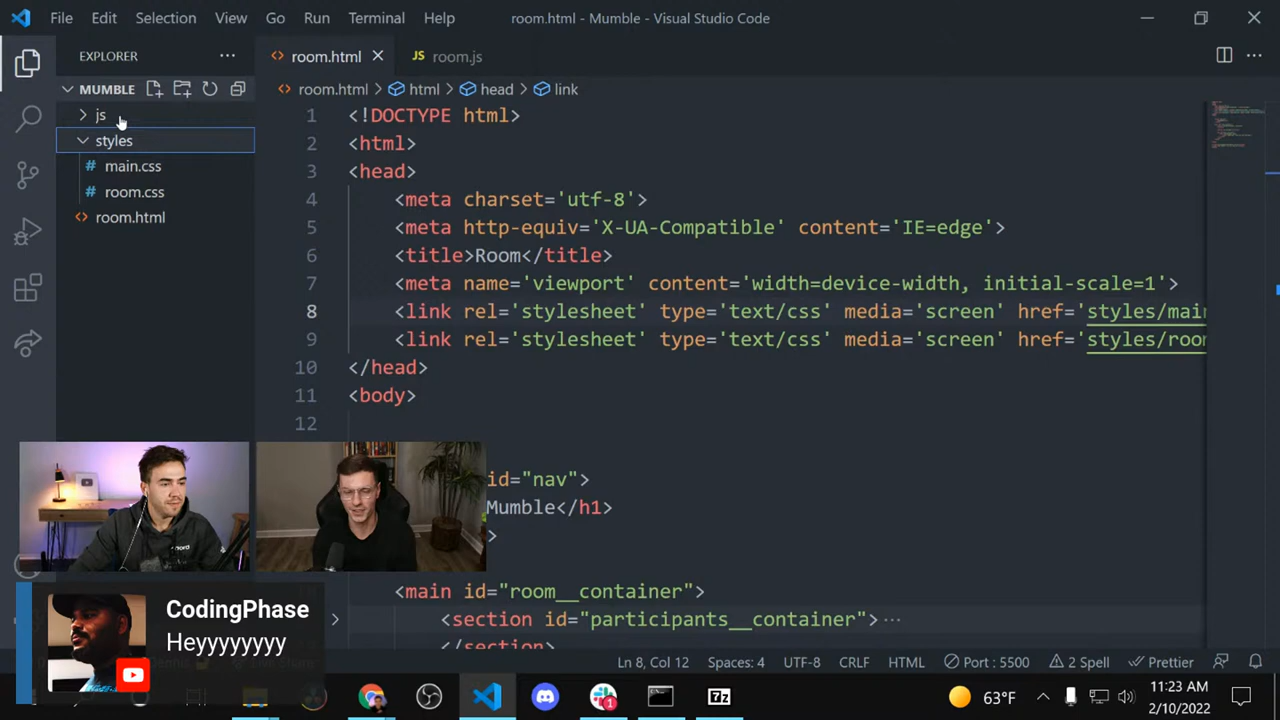 File Edit Selection View Go Run Terminal Help room.html - Mumble - Visual Studio Code
EXPLORER
MUMBLE
js
styles
# main.css
# room.css
<> room.html
<> room.html
JS room.js
room.html > html > head > link
1 <!DOCTYPE html>
2 <html>
3 <head>
4 <meta charset='utf-8'>
5 <meta http-equiv='X-UA-Compatible' content='IE=edge'>
6 <title>Room</title>
7 <meta name='viewport' content='width=device-width, initial-scale=1'>
8 <link rel='stylesheet' type='text/css' media='screen' href='styles/main
9 <link rel='stylesheet' type='text/css' media='screen' href='styles/room
10 </head>
11 <body>
12
id="nav">
Mumble</h1>
>
<main id="room__container">
<section id="participants__container"> ...
</section>
CodingPhase
Heyyyyyyyy
Ln 8, Col 12 Spaces: 4 UTF-8 CRLF HTML Port : 5500 2 Spell Prettier
1
7z
63°F
11:23 AM
2/10/2022